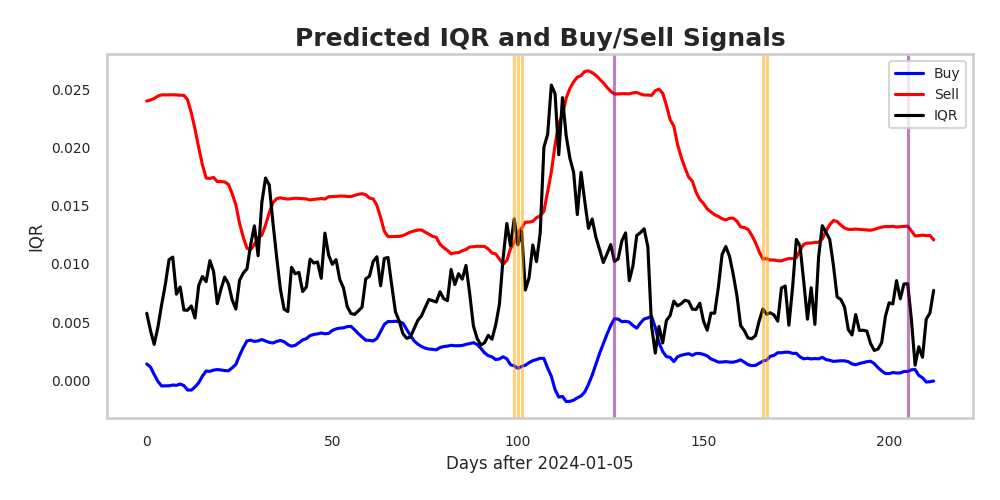 Predicted IQR and Buy/Sell Signals
Buy
Sell
IQR
0.025
0.020
0.015
0.010
0.005
0.000
IQR
0 50 100 150 200
Days after 2024-01-05